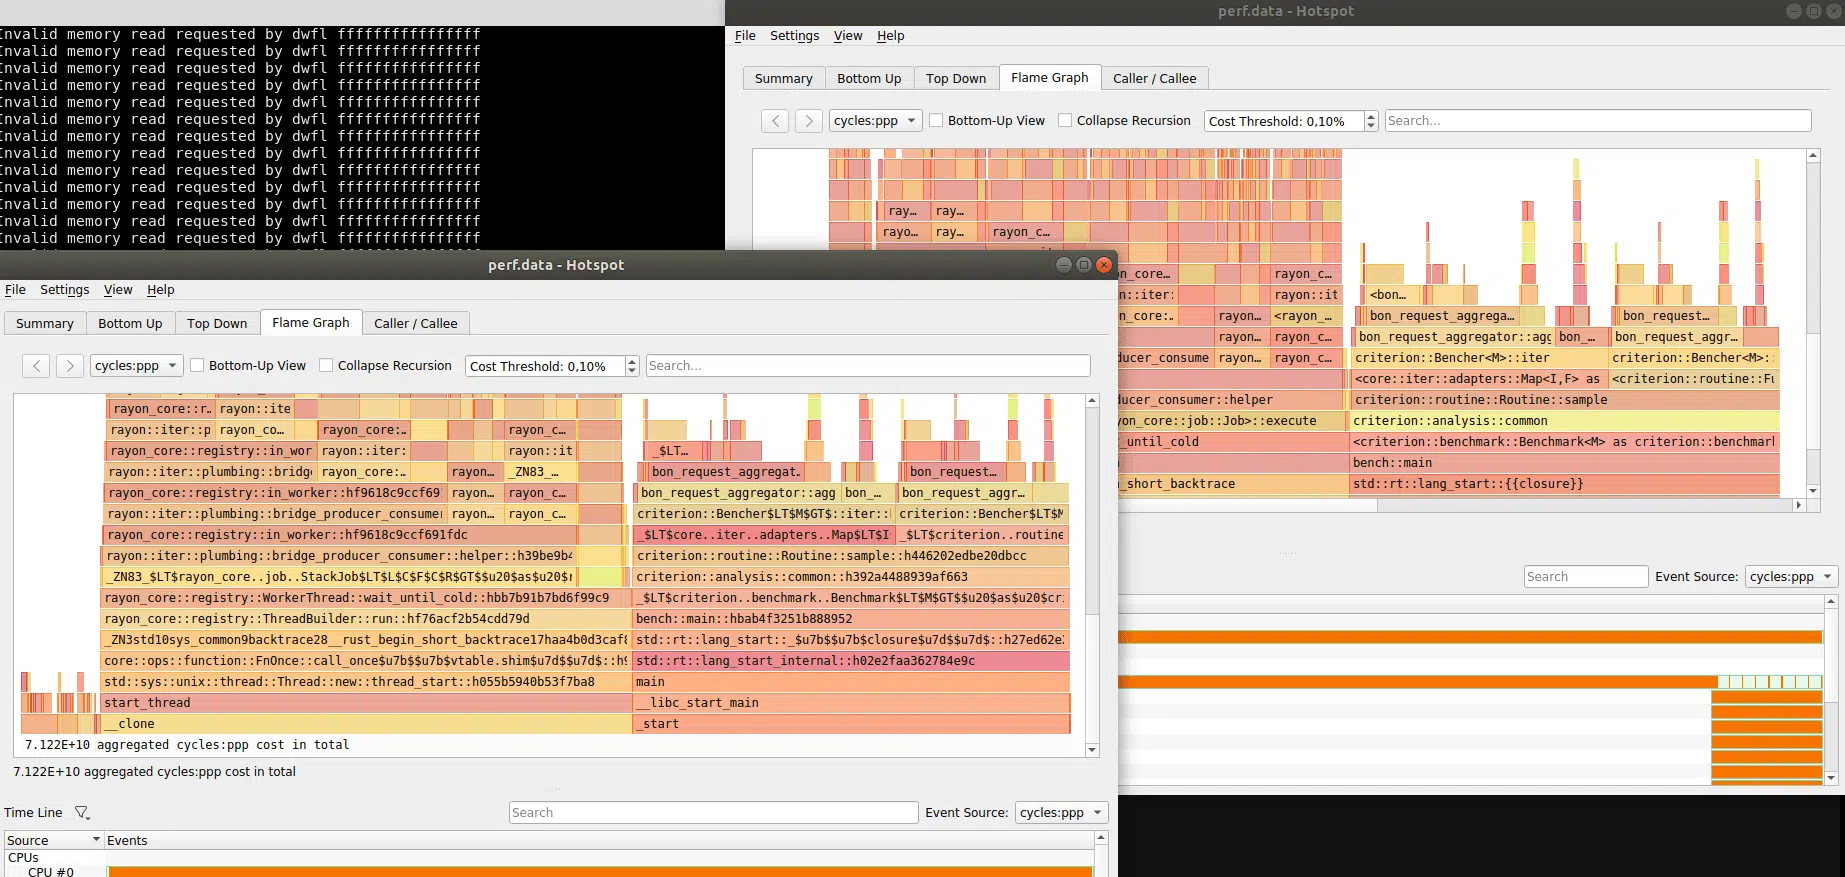 Invalid memory read requested by dwfl ffffffffffffffff
Invalid memory read requested by dwfl ffffffffffffffff
Invalid memory read requested by dwfl ffffffffffffffff
Invalid memory read requested by dwfl ffffffffffffffff
Invalid memory read requested by dwfl ffffffffffffffff
Invalid memory read requested by dwfl ffffffffffffffff
Invalid memory read requested by dwfl ffffffffffffffff
Invalid memory read requested by dwfl ffffffffffffffff
Invalid memory read requested by dwfl ffffffffffffffff
Invalid memory read requested by dwfl ffffffffffffffff
Invalid memory read requested by dwfl ffffffffffffffff
Invalid memory read requested by dwfl ffffffffffffffff
Invalid memory read requested by dwfl ffffffffffffffff
perf.data - Hotspot
File Settings View Help
Summary Bottom Up Top Down Flame Graph Caller / Callee
cycles:ppp Bottom-Up View Collapse Recursion Cost Threshold: 0,10% Search...
ray… ray…
rayo… ray… rayon_c…
n_core… rayon_c…
n::iter: rayon::it <bon…
n_core:… rayon… <rayon_… bon_request_aggrega… bon_request…
rayon… rayon_c… bon_request_aggregator::agg bon_… bon_request_aggr…
ducer_consume rayon… rayon_c… criterion::Bencher<M>::iter criterion::Bencher<M>::
<core::iter::adapters::Map<I,F> as <criterion::routine::Fu
ducer_consumer::helper criterion::routine::Routine::sample
yon_core::job::Job>::execute criterion::analysis::common
_until_cold <criterion::benchmark::Benchmark<M> as criterion::benchmar
bench::main
_short_backtrace std::rt::lang_start::{{closure}}
Search Event Source: cycles:ppp
perf.data - Hotspot
File Settings View Help
Summary Bottom Up Top Down Flame Graph Caller / Callee
cycles:ppp Bottom-Up View Collapse Recursion Cost Threshold: 0,10% Search...
rayon_core::r… rayon::ite
rayon::iter::p rayon_co… rayon_core:… rayon_c…
rayon_core::registry::in_wor rayon::iter: rayon::it _$LT…
rayon::iter::plumbing::bridg rayon_core:… rayon… _ZN83_… bon_request_aggregat… bon_request…
rayon_core::registry::in_worker::hf9618c9ccf69 rayon… rayon_c… bon_request_aggregator::agg bon_… bon_request_aggr…
rayon::iter::plumbing::bridge_producer_consumer rayon… rayon_c… criterion::Bencher$LT$M$GT$::iter:: criterion::Bencher$LT$M
rayon_core::registry::in_worker::hf9618c9ccf691fdc _$LT$core..iter..adapters..Map$LT$I _$LT$criterion..routine
rayon::iter::plumbing::bridge_producer_consumer::helper::h39be9b4 criterion::routine::Routine::sample::h446202edbe20dbcc
_ZN83_$LT$rayon_core..job..StackJob$LT$L$C$F$C$R$GT$$u20$as$u20$r criterion::analysis::common::h392a4488939af663
rayon_core::registry::WorkerThread::wait_until_cold::hbb7b91b7bd6f99c9 _$LT$criterion..benchmark..Benchmark$LT$M$GT$$u20$as$u20$cr
rayon_core::registry::ThreadBuilder::run::hf76acf2b54cdd79d bench::main::hbab4f3251b888952
_ZN3std10sys_common9backtrace28__rust_begin_short_backtrace17haa4b0d3caf8 std::rt::lang_start::_$u7b$$u7b$closure$u7d$$u7d$::h27ed62e
core::ops::function::FnOnce::call_once$u7b$$u7b$vtable.shim$u7d$$u7d$::h9 std::rt::lang_start_internal::h02e2faa362784e9c
std::sys::unix::thread::Thread::new::thread_start::h055b5940b53f7ba8 main
start_thread __libc_start_main
__clone _start
7.122E+10 aggregated cycles:ppp cost in total
7.122E+10 aggregated cycles:ppp cost in total
Time Line Search Event Source: cycles:ppp
Source Events
CPUs
CPU #0